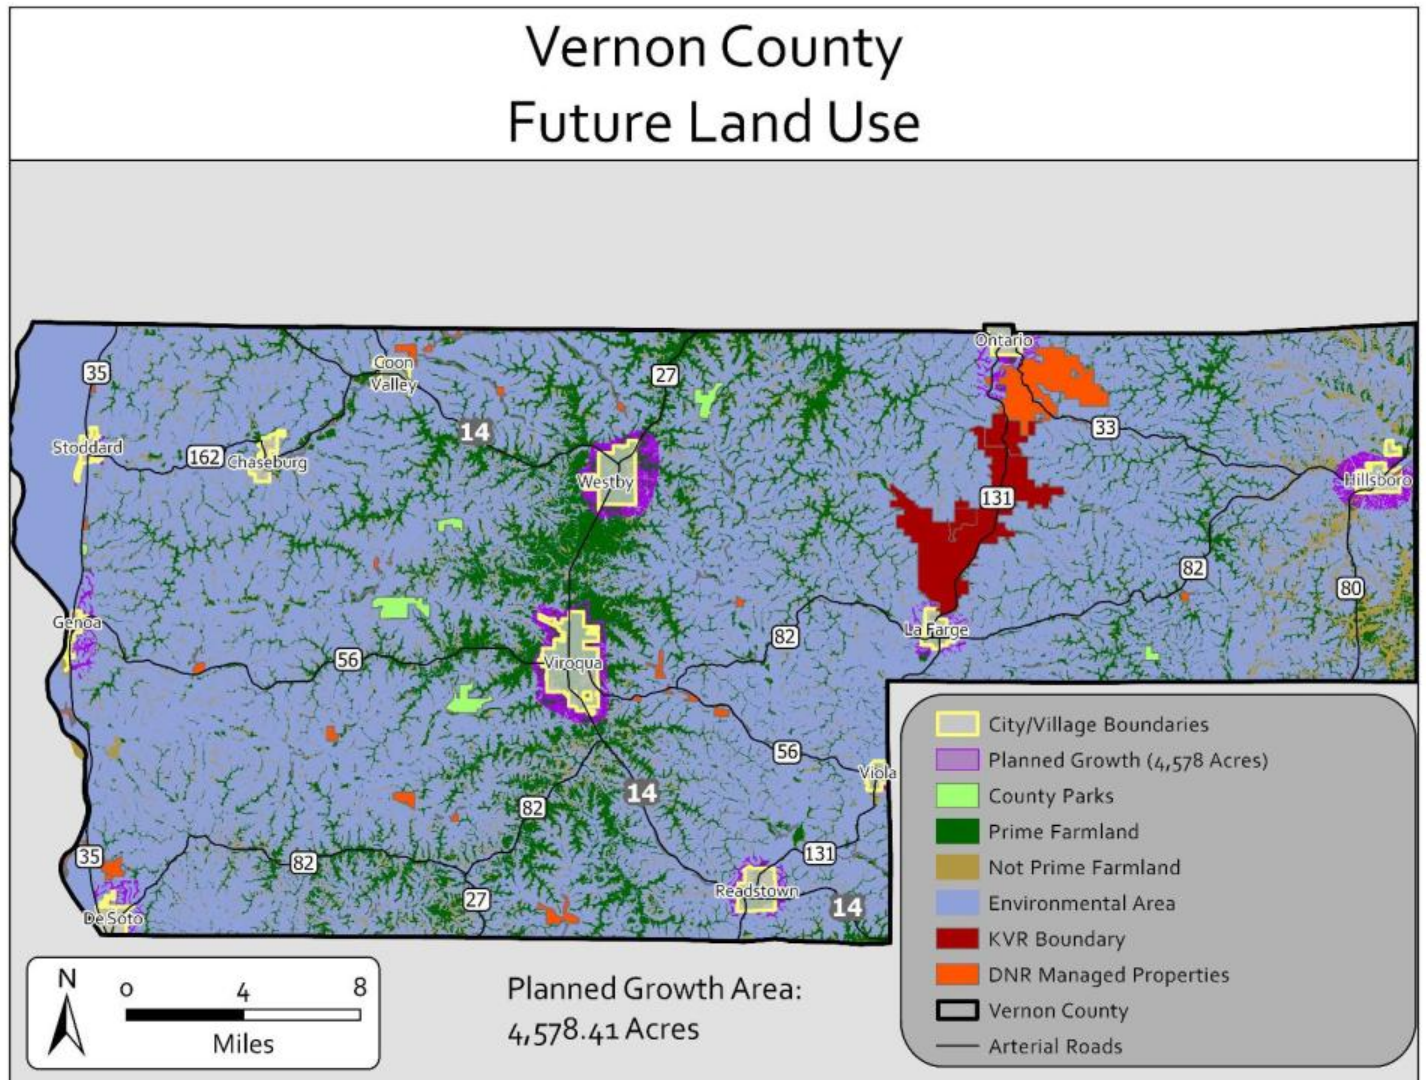 Vernon County
Future Land Use
Ontario
Coon
Valley
35
27
33
14
Stoddard
162
Chaseburg
Westby
Hillsboro
131
82
80
Genoa
La Farge
82
56
Viroqua
56
Viola
14
82
35
82
131
27
Readstown
14
De Soto
City/Village Boundaries
Planned Growth (4,578 Acres)
County Parks
Prime Farmland
Not Prime Farmland
Environmental Area
KVR Boundary
DNR Managed Properties
Vernon County
Arterial Roads
N
0 4 8
Miles
Planned Growth Area:
4,578.41 Acres